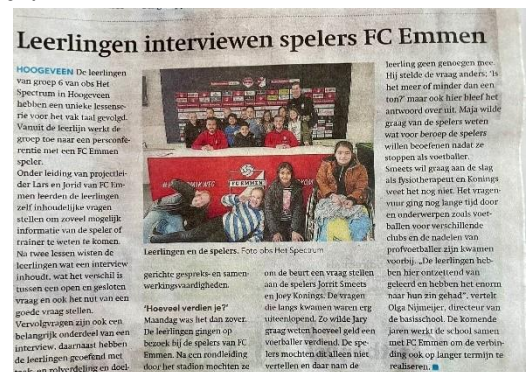 Leerlingen interviewen spelers FC Emmen
HOOGEVEEN De leerlingen
van groep 6 van obs Het
Spectrum in Hoogeveen
hebben een unieke lessense-
rie voor het vak taal gevolgd.
Vanuit de leerlijn werkt de
groep toe naar een persconfe-
rentie met een FC Emmen
speler.
Onder leiding van projectlei-
der Lars en Jorid van FC Em-
men leerden de leerlingen
zelf inhoudelijke vragen
stellen om zoveel mogelijk
informatie van de speler of
trainer te weten te komen.
Na twee lessen wisten de
leerlingen wat een interview
inhoudt, wat het verschil is
tussen een open en gesloten
vraag en ook het nut van een
goede vraag stellen.
Vervolgvragen zijn ook een
belangrijk onderdeel van een
interview, daarnaast hebben
de leerlingen geoefend met
taak- en rolverdeling en doel-
FC EMMEN
Leerlingen en de spelers. Foto obs Het Spectrum
gerichte gespreks- en samen-
werkingsvaardigheden.
'Hoeveel verdien je?'
Maandag was het dan zover.
De leerlingen gingen op
bezoek bij de spelers van FC
Emmen. Na een rondleiding
door het stadion mochten ze
om de beurt een vraag stellen
aan de spelers Jorrit Smeets
en Joey Konings. De vragen
die langs kwamen waren erg
uiteenlopend. Zo wilde Jary
graag weten hoeveel geld een
voetballer verdiend. De spe-
lers mochten dit alleen niet
vertellen en daar nam de
leerling geen genoegen mee.
Hij stelde de vraag anders; 'is
het meer of minder dan een
ton?' maar ook hier bleef het
antwoord over uit. Maja wilde
graag van de spelers weten
wat voor beroep de spelers
willen beoefenen nadat ze
stoppen als voetballer.
Smeets wil graag aan de slag
als fysiotherapeut en Konings
weet het nog niet. Het vragen-
vuur ging nog lange tijd door
en onderwerpen zoals voet-
ballen voor verschillende
clubs en de nadelen van
profvoetballer zijn kwamen
voorbij. „De leerlingen heb-
ben hier ontzettend van
geleerd en hebben het enorm
naar hun zin gehad", vertelt
Olga Nijmeijer, directeur van
de basisschool. De komende
jaren werkt de school samen
met FC Emmen om de verbin-
ding ook op langer termijn te
realiseren.